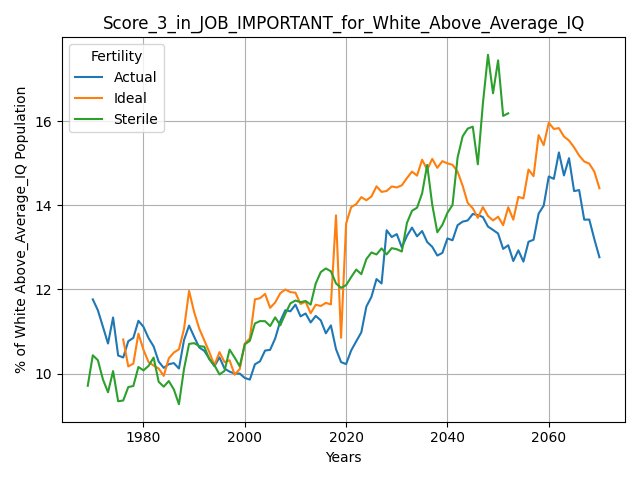 Score_3_in_JOB_IMPORTANT_for_White_Above_Average_IQ
Fertility
Actual
Ideal
Sterile
% of White Above_Average_IQ Population
16
14
12
10
1980
2000
2020
2040
2060
Years